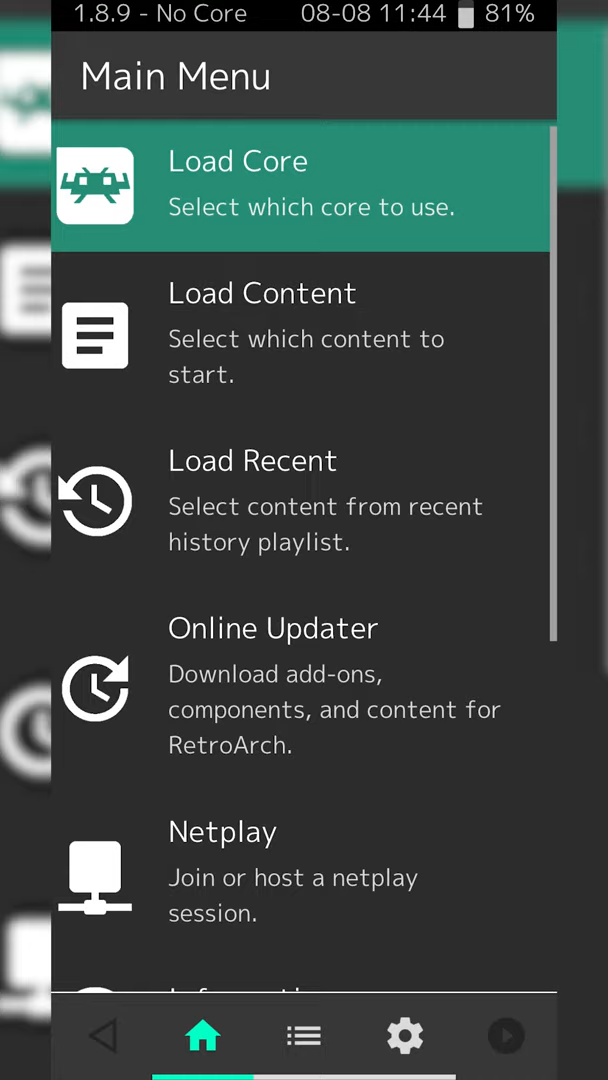 1.8.9 - No Core 08-08 11:44 81%
Main Menu
Load Core
Select which core to use.
Load Content
Select which content to
start.
Load Recent
Select content from recent
history playlist.
Online Updater
Download add-ons,
components, and content for
RetroArch.
Netplay
Join or host a netplay
session.